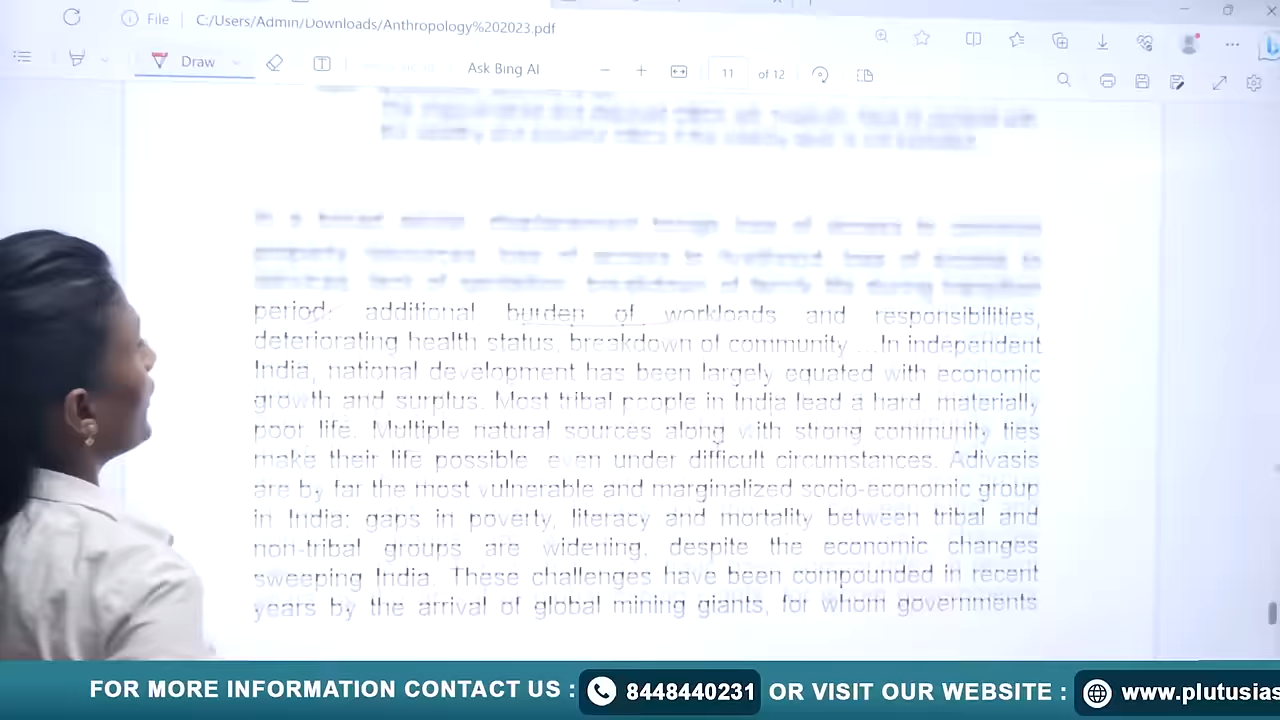 File
C:/Users/Admin/Downloads/Anthropology%202023.pdf
Draw
Ask Bing AI
11 of 12
period; additional burden of workloads and responsibilities,
deteriorating health status, breakdown of community ...In independent
India, national development has been largely equated with economic
growth and surplus. Most tribal people in India lead a hard materially
poor life. Multiple natural sources along with strong community ties
make their life possible even under difficult circumstances. Adivasis
are by far the most vulnerable and marginalized socio-economic group
in India: gaps in poverty, literacy and mortality between tribal and
non-tribal groups are widening, despite the economic changes
sweeping India. These challenges have been compounded in recent
years by the arrival of global mining giants, for whom governments
FOR MORE INFORMATION CONTACT US : 8448440231 OR VISIT OUR WEBSITE : www.plutusias